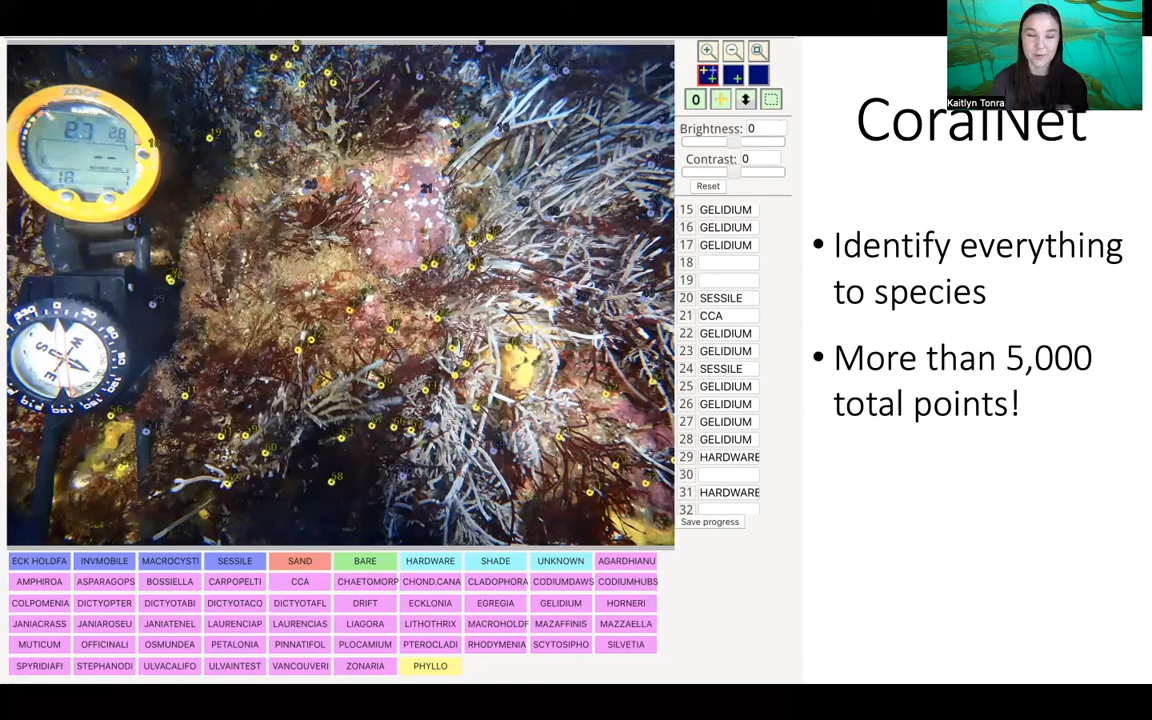 Kaitlyn Tonra
CoralNet
• Identify everything
to species
• More than 5,000
total points!
Brightness: 0
Contrast: 0
Reset
15 GELIDIUM
16 GELIDIUM
17 GELIDIUM
18
19
20 SESSILE
21 CCA
22 GELIDIUM
23 GELIDIUM
24 SESSILE
25 GELIDIUM
26 GELIDIUM
27 GELIDIUM
28 GELIDIUM
29 HARDWARE
30
31 HARDWARE
32
Save progress
ECK HOLDFA INVMOBILE MACROCYSTI SESSILE SAND BARE HARDWARE SHADE UNKNOWN AGARDHIANU
AMPHIROA ASPARAGOPS BOSSIELLA CARPOPELTI CCA CHAETOMORP CHOND.CANA CLADOPHORA CODIUMDAWS CODIUMHUBS
COLPOMENIA DICTYOPTER DICTYOTABI DICTYOTACO DICTYOTAFL DRIFT ECKLONIA EGREGIA GELIDIUM HORNERI
JANIACRASS JANIAROSEU JANIATENEL LAURENCIAP LAURENCIAS LIAGORA LITHOTHRIX MACROHOLDF MAZAFFINIS MAZZAELLA
MUTICUM OFFICINALI OSMUNDEA PETALONIA PINNATIFOL PLOCAMIUM PTEROCLADI RHODYMENIA SCYTOSIPHO SILVETIA
SPYRIDIAFI STEPHANODI ULVACALIFO ULVAINTEST VANCOUVERI ZONARIA PHYLLO